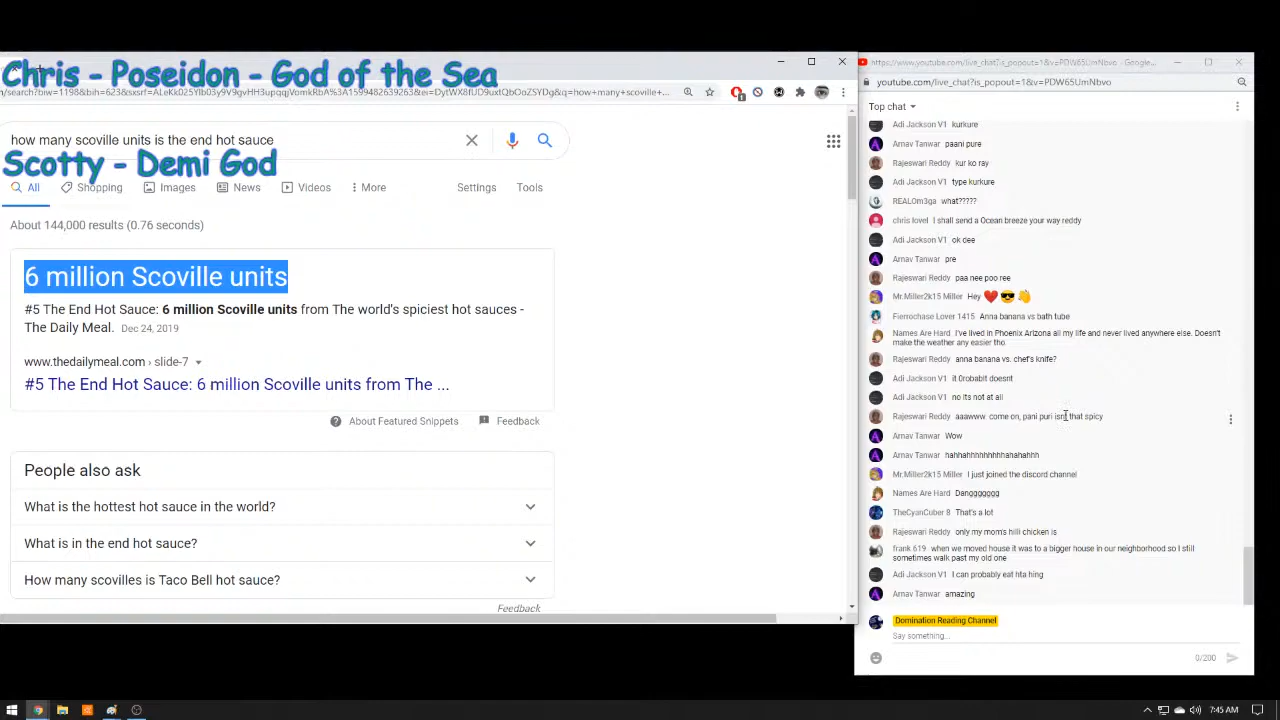 Chris - Poseidon - God of the Sea
how many scoville units is the end hot sauce
Scotty - Demi God
All
Shopping
Images
News
Videos
More
Settings
Tools
About 144,000 results (0.76 seconds)
6 million Scoville units
#5 The End Hot Sauce: 6 million Scoville units from The world's spiciest hot sauces -
The Daily Meal. Dec 24, 2019
www.thedailymeal.com › slide-7
#5 The End Hot Sauce: 6 million Scoville units from The ...
About Featured Snippets
Feedback
People also ask
What is the hottest hot sauce in the world?
What is in the end hot sauce?
How many scovilles is Taco Bell hot sauce?
Feedback
https://www.youtube.com/live_chat?is_popout=1&v=PDW65UmNbvo - Google...
youtube.com/live_chat?is_popout=1&v=PDW65UmNbvo
Top chat
Adi Jackson V1 kurkure
Arnav Tanwar paani pure
Rajeswari Reddy kur ko ray
Adi Jackson V1 type kurkure
REALOm3ga what?????
chris lovel I shall send a Ocean breeze your way reddy
Adi Jackson V1 ok dee
Arnav Tanwar pre
Rajeswari Reddy paa nee poo ree
Mr.Miller2k15 Miller Hey ❤️😎👋
Fierrochase Lover 1415 Anna banana vs bath tube
Names Are Hard I've lived in Phoenix Arizona all my life and never lived anywhere else. Doesn't
make the weather any easier tho
Rajeswari Reddy anna banana vs. chef's knife?
Adi Jackson V1 it 0robablt doesnt
Adi Jackson V1 no its not at all
Rajeswari Reddy aaawww come on, pani puri isnt that spicy
Arnav Tanwar Wow
Arnav Tanwar hahhahhhhhhhhahahahhh
Mr.Miller2k15 Miller I just joined the discord channel
Names Are Hard Danggggggg
TheCyanCuber 8 That's a lot
Rajeswari Reddy only my mom's hilli chicken is
frank 619 when we moved house it was to a bigger house in our neighborhood so I still
sometimes walk past my old one
Adi Jackson V1 I can probably eat hta hing
Arnav Tanwar amazing
Domination Reading Channel
Say something...
0/200
7:45 AM